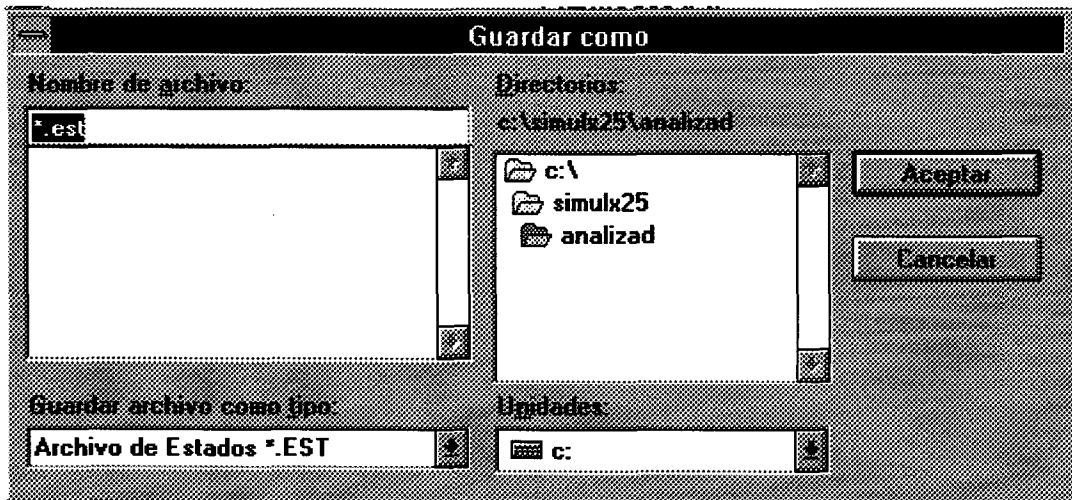 Guardar como
Nombre de archivo:
*.est
Directorios:
c:\simulx25\analizad
c:\
simulx25
analizad
Aceptar
Cancelar
Guardar archivo como tipo:
Archivo de Estados *.EST
Unidades:
c: